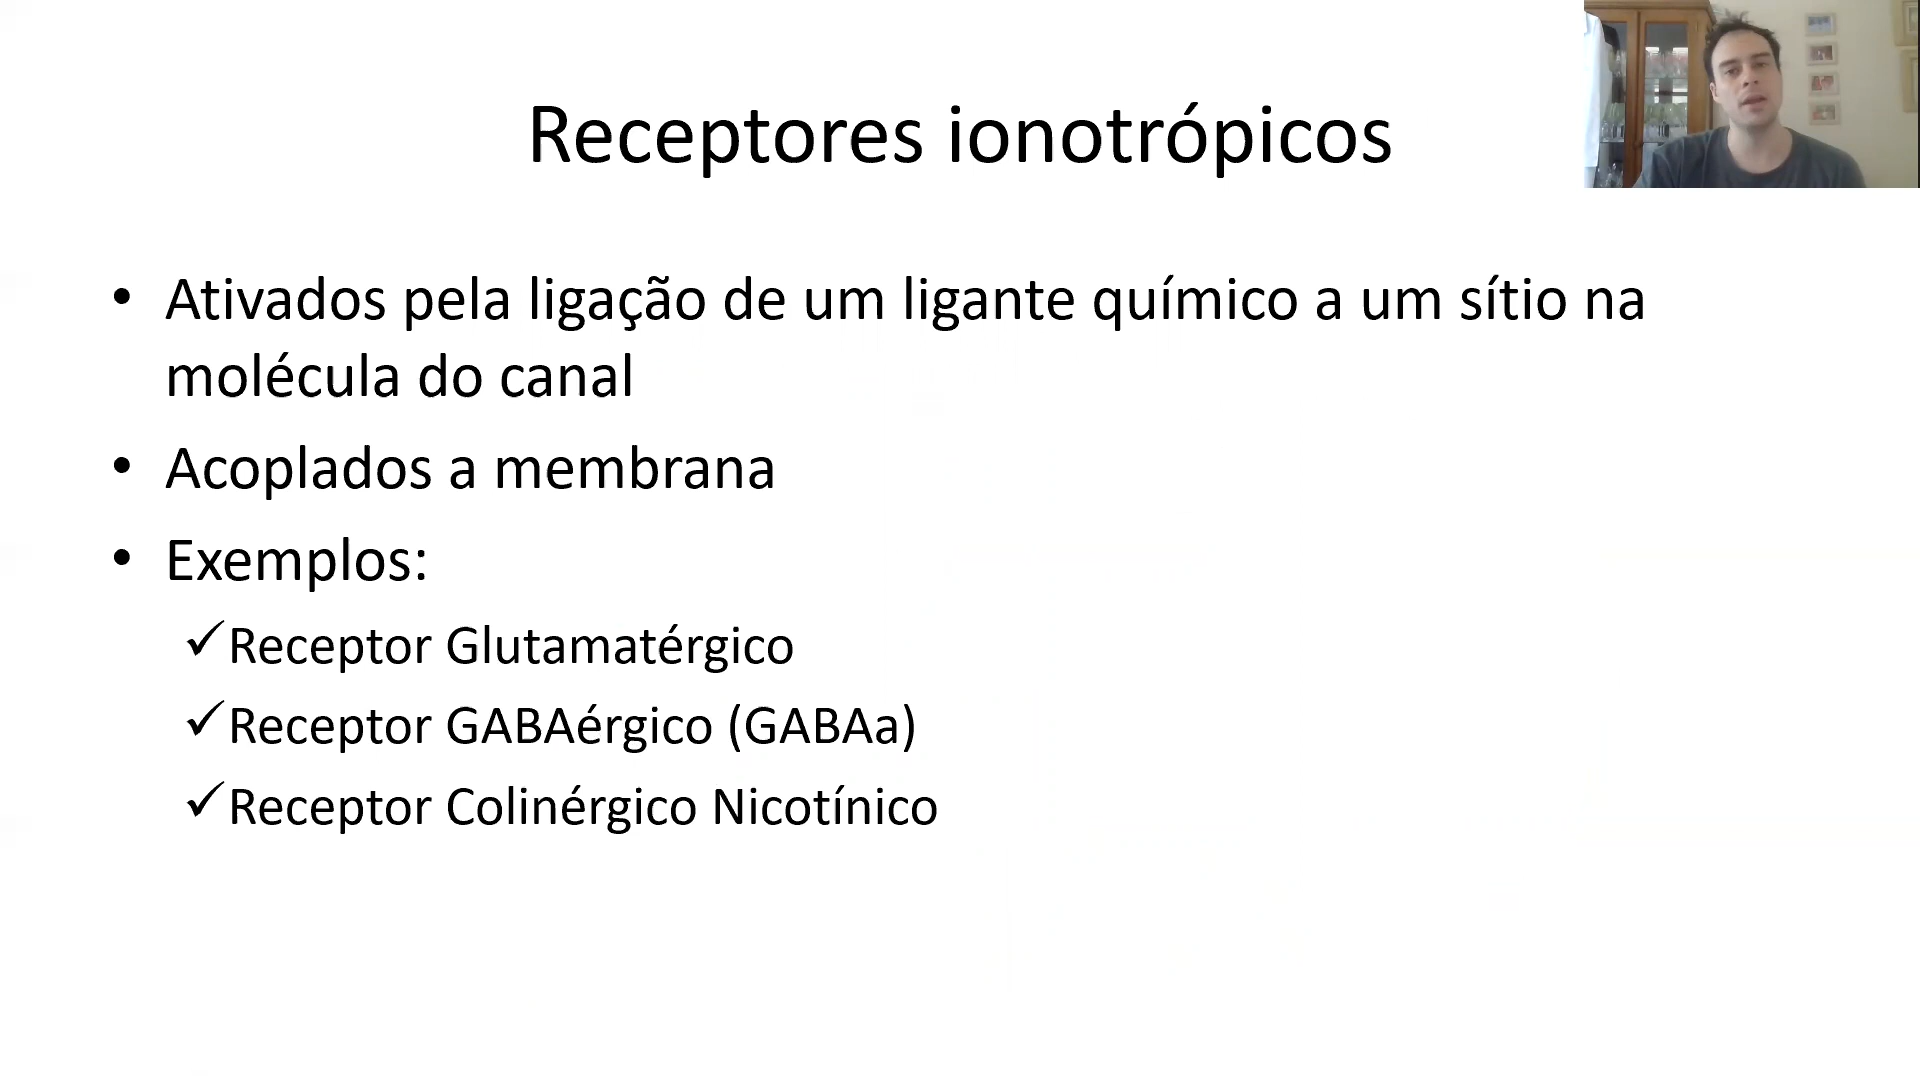 Receptores ionotrópicos
• Ativados pela ligação de um ligante químico a um sítio na
molécula do canal
• Acoplados a membrana
• Exemplos:
✓Receptor Glutamatérgico
✓Receptor GABAérgico (GABAa)
✓Receptor Colinérgico Nicotínico